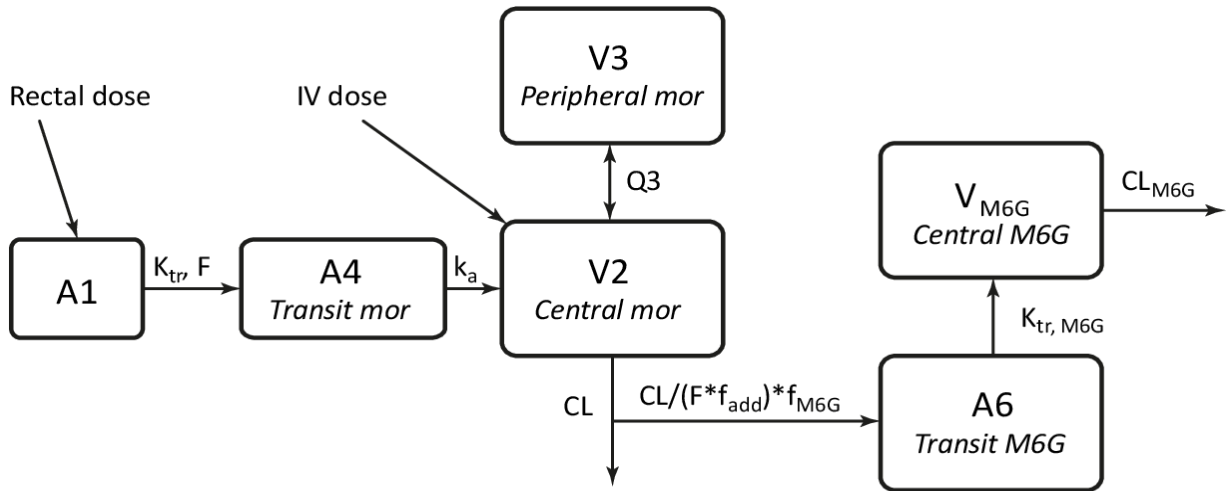 V3
Peripheral mor
Rectal dose
IV dose
Q3
V_M6G
Central M6G
CL_M6G
A1
K_tr, F
A4
Transit mor
k_a
V2
Central mor
K_tr, M6G
CL
CL/(F*f_add)*f_M6G
A6
Transit M6G